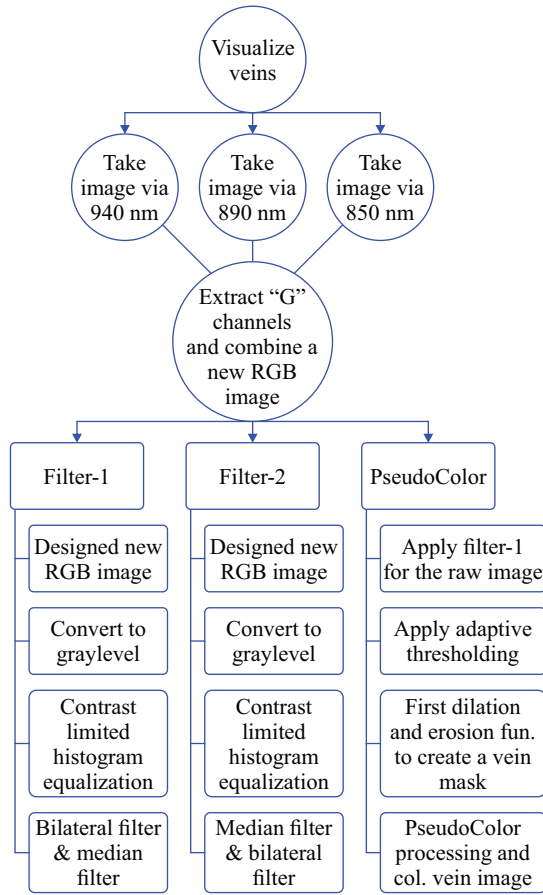 Visualize
veins
Take
image via
940 nm
Take
image via
890 nm
Take
image via
850 nm
Extract “G”
channels
and combine a
new RGB
image
Filter-1
Designed new
RGB image
Convert to
graylevel
Contrast
limited
histogram
equalization
Bilateral filter
& median
filter
Filter-2
Designed new
RGB image
Convert to
graylevel
Contrast
limited
histogram
equalization
Median filter
& bilateral
filter
PseudoColor
Apply filter-1
for the raw image
Apply adaptive
thresholding
First dilation
and erosion fun.
to create a vein
mask
PseudoColor
processing and
col. vein image